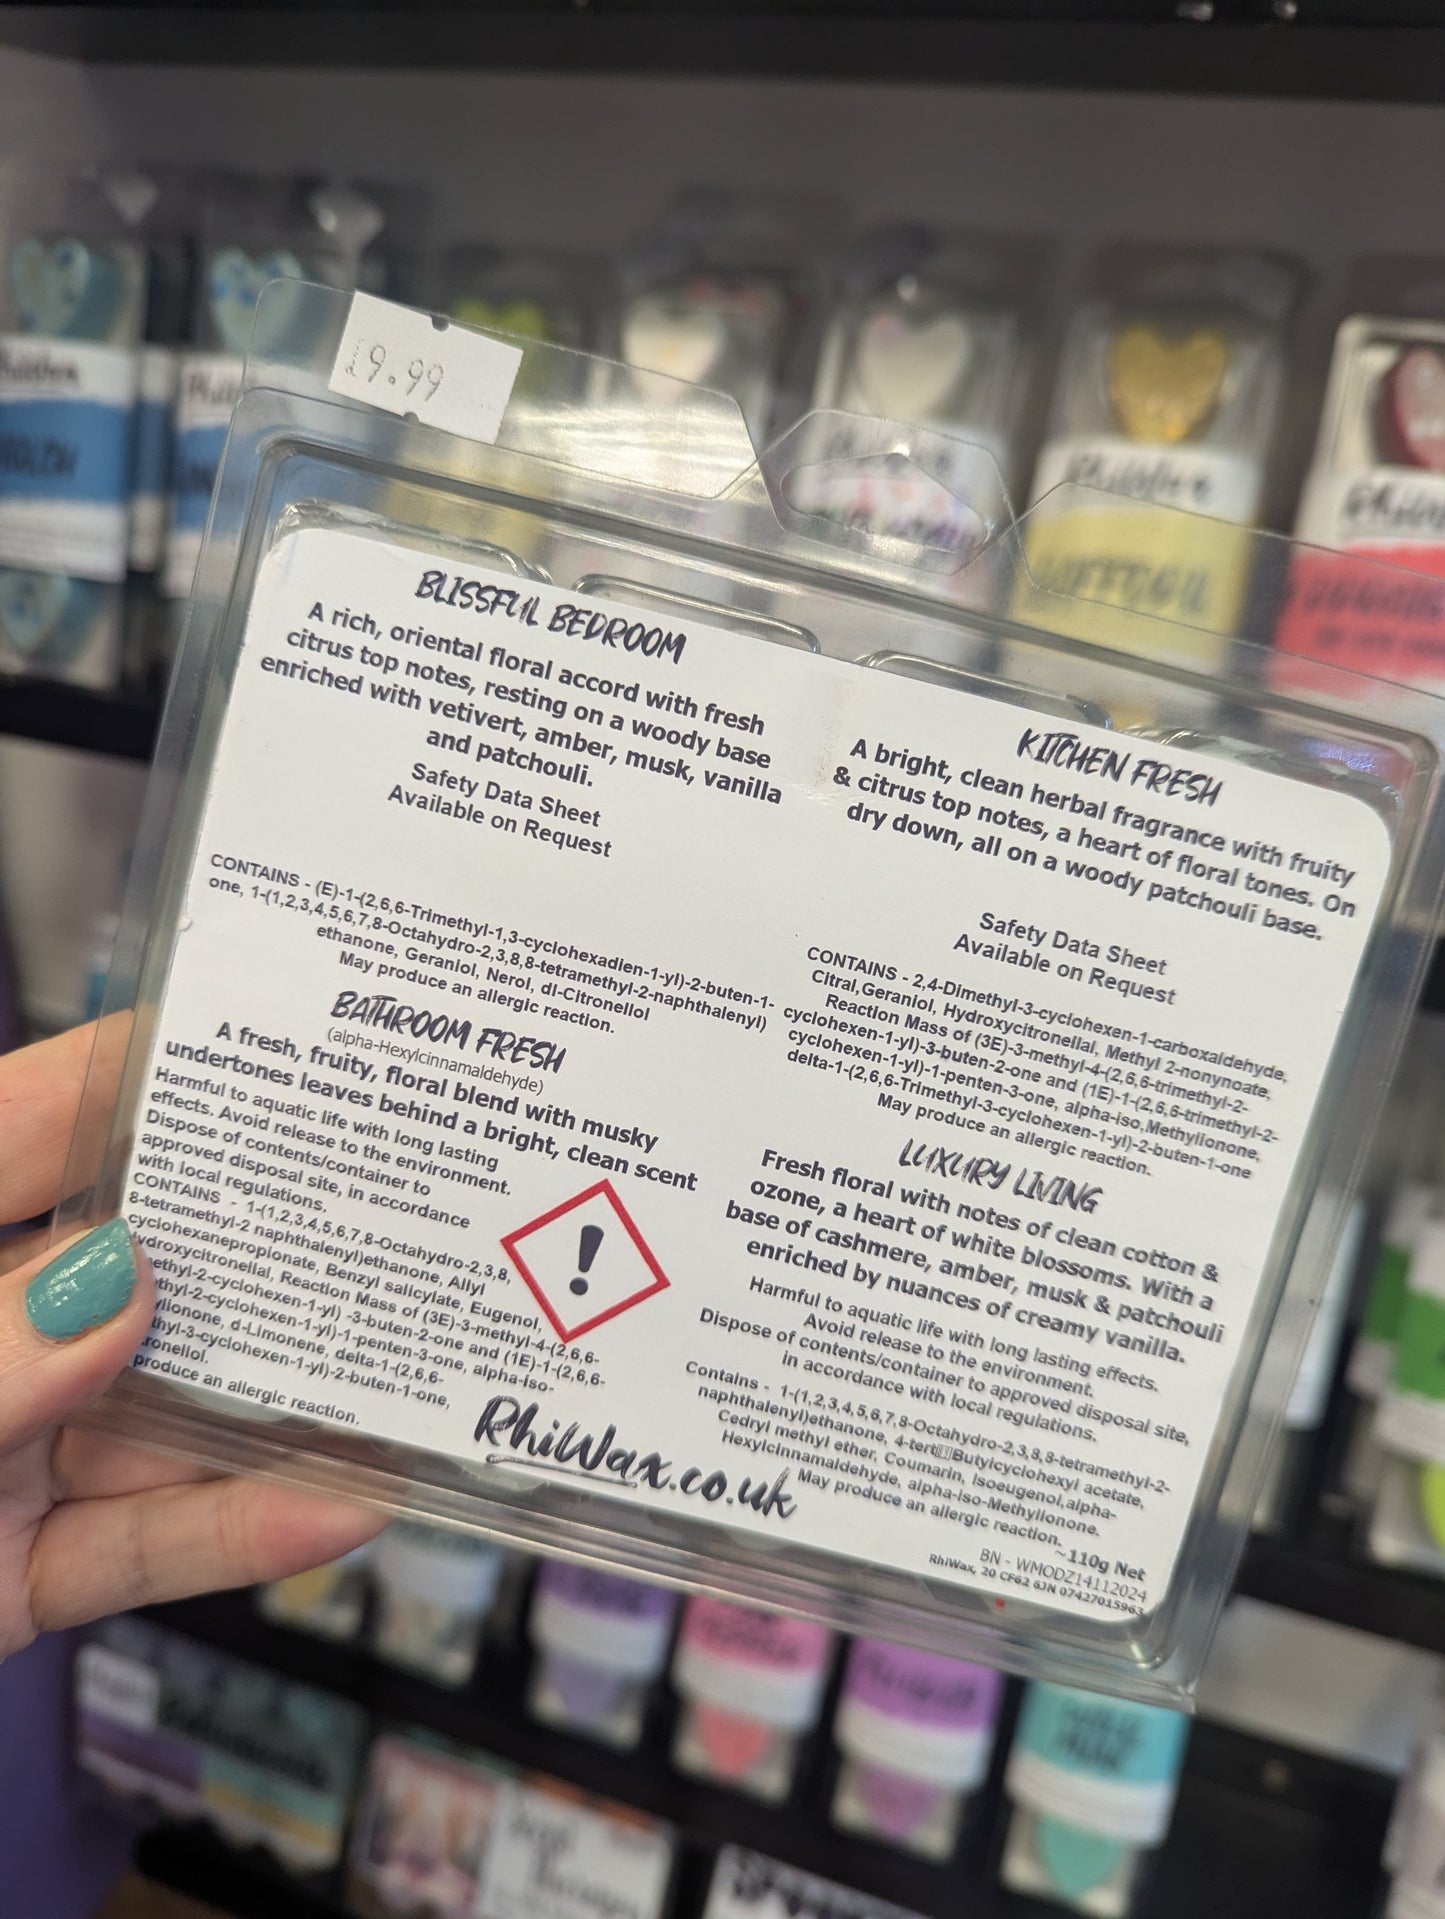 £9.99
BLISSFUL BEDROOM
A rich, oriental floral accord with fresh
citrus top notes, resting on a woody base
enriched with vetivert, amber, musk, vanilla
and patchouli.
Safety Data Sheet
Available on Request
CONTAINS - (E)-1-(2,6,6-Trimethyl-1,3-cyclohexadien-1-yl)-2-buten-1-
one, 1-(1,2,3,4,5,6,7,8-Octahydro-2,3,8,8-tetramethyl-2-naphthalenyl)
ethanone, Geraniol, Nerol, dl-Citronellol
May produce an allergic reaction.
BATHROOM FRESH
(alpha-Hexylcinnamaldehyde)
A fresh, fruity, floral blend with musky
undertones leaves behind a bright, clean scent
Harmful to aquatic life with long lasting
effects. Avoid release to the environment.
Dispose of contents/container to
approved disposal site, in accordance
with local regulations.
CONTAINS - 1-(1,2,3,4,5,6,7,8-Octahydro-2,3,8,
8-tetramethyl-2 naphthalenyl)ethanone, Allyl
cyclohexanepropionate, Benzyl salicylate, Eugenol,
ydroxycitronellal, Reaction Mass of (3E)-3-methyl-4-(2,6,6-
ethyl-2-cyclohexen-1-yl) -3-buten-2-one and (1E)-1-(2,6,6-
thyl-2-cyclohexen-1-yl)-1-penten-3-one, alpha-iso-
ylionone, d-Limonene, delta-1-(2,6,6-
thyl-3-cyclohexen-1-yl)-2-buten-1-one,
ronellol.
produce an allergic reaction.
RhiWax.co.uk
KITCHEN FRESH
A bright, clean herbal fragrance with fruity
& citrus top notes, a heart of floral tones. On
dry down, all on a woody patchouli base.
Safety Data Sheet
Available on Request
CONTAINS - 2,4-Dimethyl-3-cyclohexen-1-carboxaldehyde,
Citral,Geraniol, Hydroxycitronellal, Methyl 2-nonynoate,
Reaction Mass of (3E)-3-methyl-4-(2,6,6-trimethyl-2-
cyclohexen-1-yl)-3-buten-2-one and (1E)-1-(2,6,6-trimethyl-2-
cyclohexen-1-yl)-1-penten-3-one, alpha-iso,Methylionone,
delta-1-(2,6,6-Trimethyl-3-cyclohexen-1-yl)-2-buten-1-one
May produce an allergic reaction.
LUXURY LIVING
Fresh floral with notes of clean cotton &
ozone, a heart of white blossoms. With a
base of cashmere, amber, musk & patchouli
enriched by nuances of creamy vanilla.
Harmful to aquatic life with long lasting effects.
Avoid release to the environment.
Dispose of contents/container to approved disposal site,
in accordance with local regulations.
Contains - 1-(1,2,3,4,5,6,7,8-Octahydro-2,3,8,8-tetramethyl-2-
naphthalenyl)ethanone, 4-tert Butylcyclohexyl acetate,
Cedryl methyl ether, Coumarin, Isoeugenol,alpha-
Hexylcinnamaldehyde, alpha-iso-Methylionone.
May produce an allergic reaction.
~110g Net
BN - WMODZ14112024
RhiWax, 20 CF62 6JN 07427015963